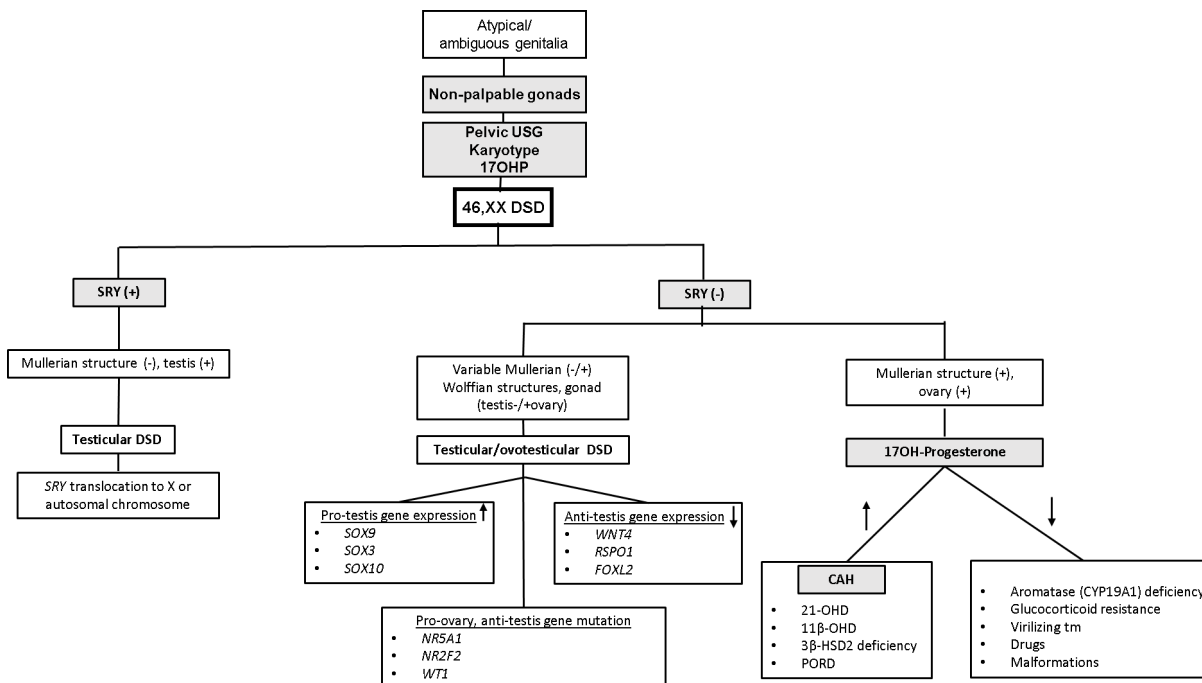 Atypical/
ambiguous genitalia
Non-palpable gonads
Pelvic USG
Karyotype
17OHP
46,XX DSD
SRY (+)
SRY (-)
Mullerian structure (-), testis (+)
Variable Mullerian (-/+)
Wolffian structures, gonad
(testis-/+ovary)
Mullerian structure (+),
ovary (+)
Testicular DSD
Testicular/ovotesticular DSD
17OH-Progesterone
SRY translocation to X or
autosomal chromosome
Pro-testis gene expression ↑
• SOX9
• SOX3
• SOX10
Anti-testis gene expression ↓
• WNT4
• RSPO1
• FOXL2
Pro-ovary, anti-testis gene mutation
• NR5A1
• NR2F2
• WT1
↑
↓
CAH
• 21-OHD
• 11β-OHD
• 3β-HSD2 deficiency
• PORD
• Aromatase (CYP19A1) deficiency
• Glucocorticoid resistance
• Virilizing tm
• Drugs
• Malformations